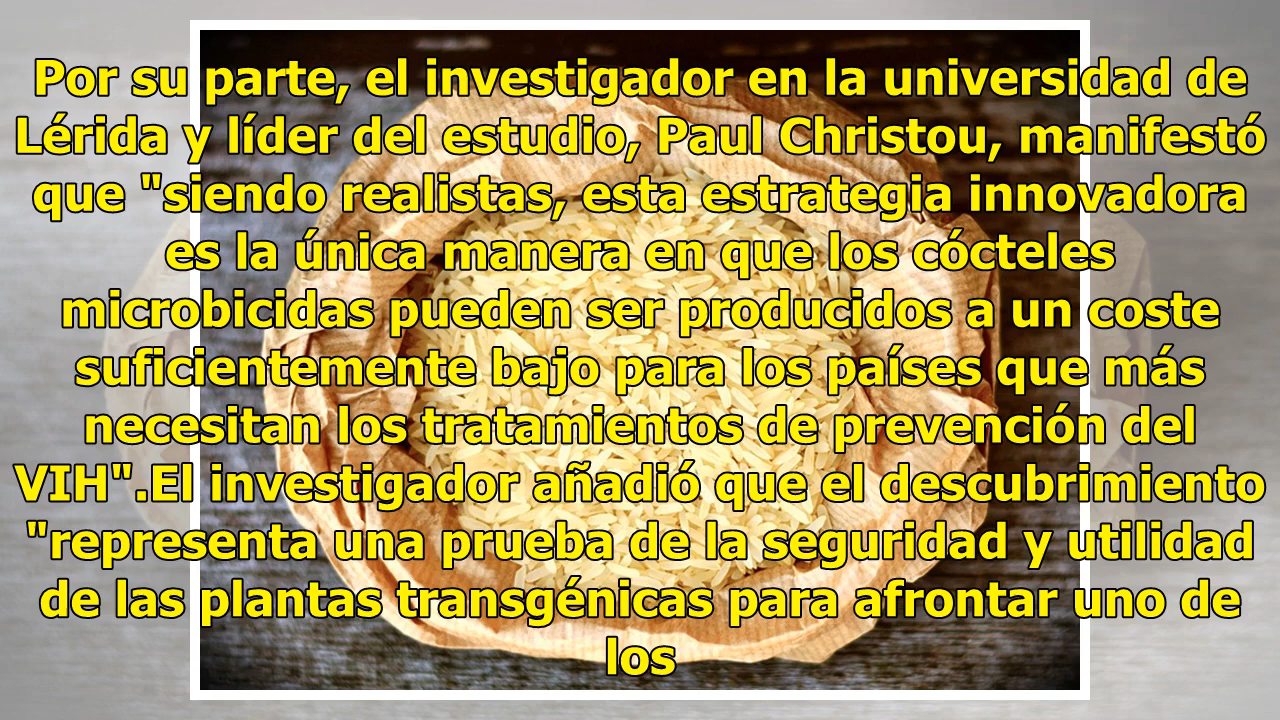 Por su parte, el investigador en la universidad de
Lérida y líder del estudio, Paul Christou, manifestó
que "siendo realistas, esta estrategia innovadora
es la única manera en que los cócteles
microbicidas pueden ser producidos a un coste
suficientemente bajo para los países que más
necesitan los tratamientos de prevención del
VIH".El investigador añadió que el descubrimiento
"representa una prueba de la seguridad y utilidad
de las plantas transgénicas para afrontar uno de
los